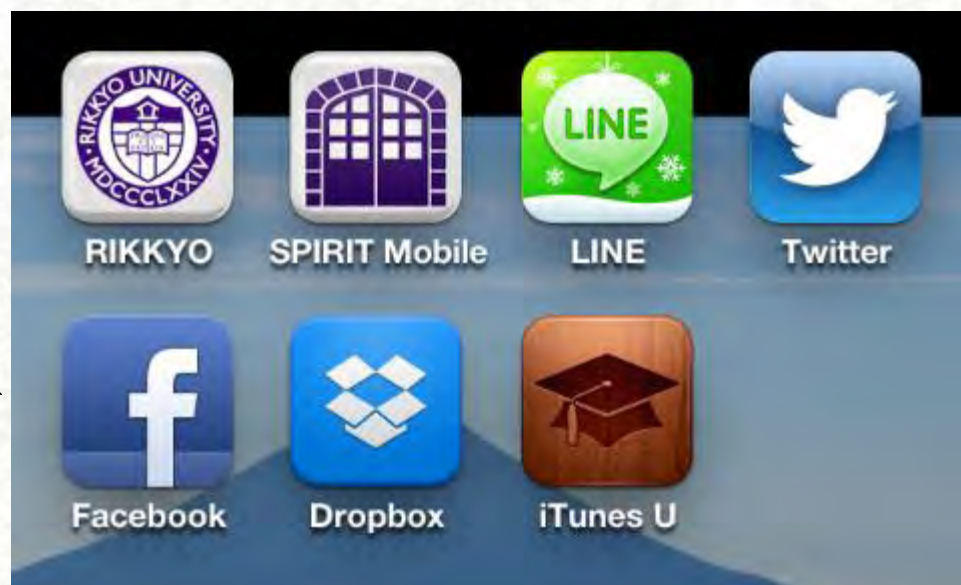 RIKKYO UNIVERSITY
MDCCCLXXIV
LINE
RIKKYO
SPIRIT Mobile
LINE
Twitter
Facebook
Dropbox
iTunes U